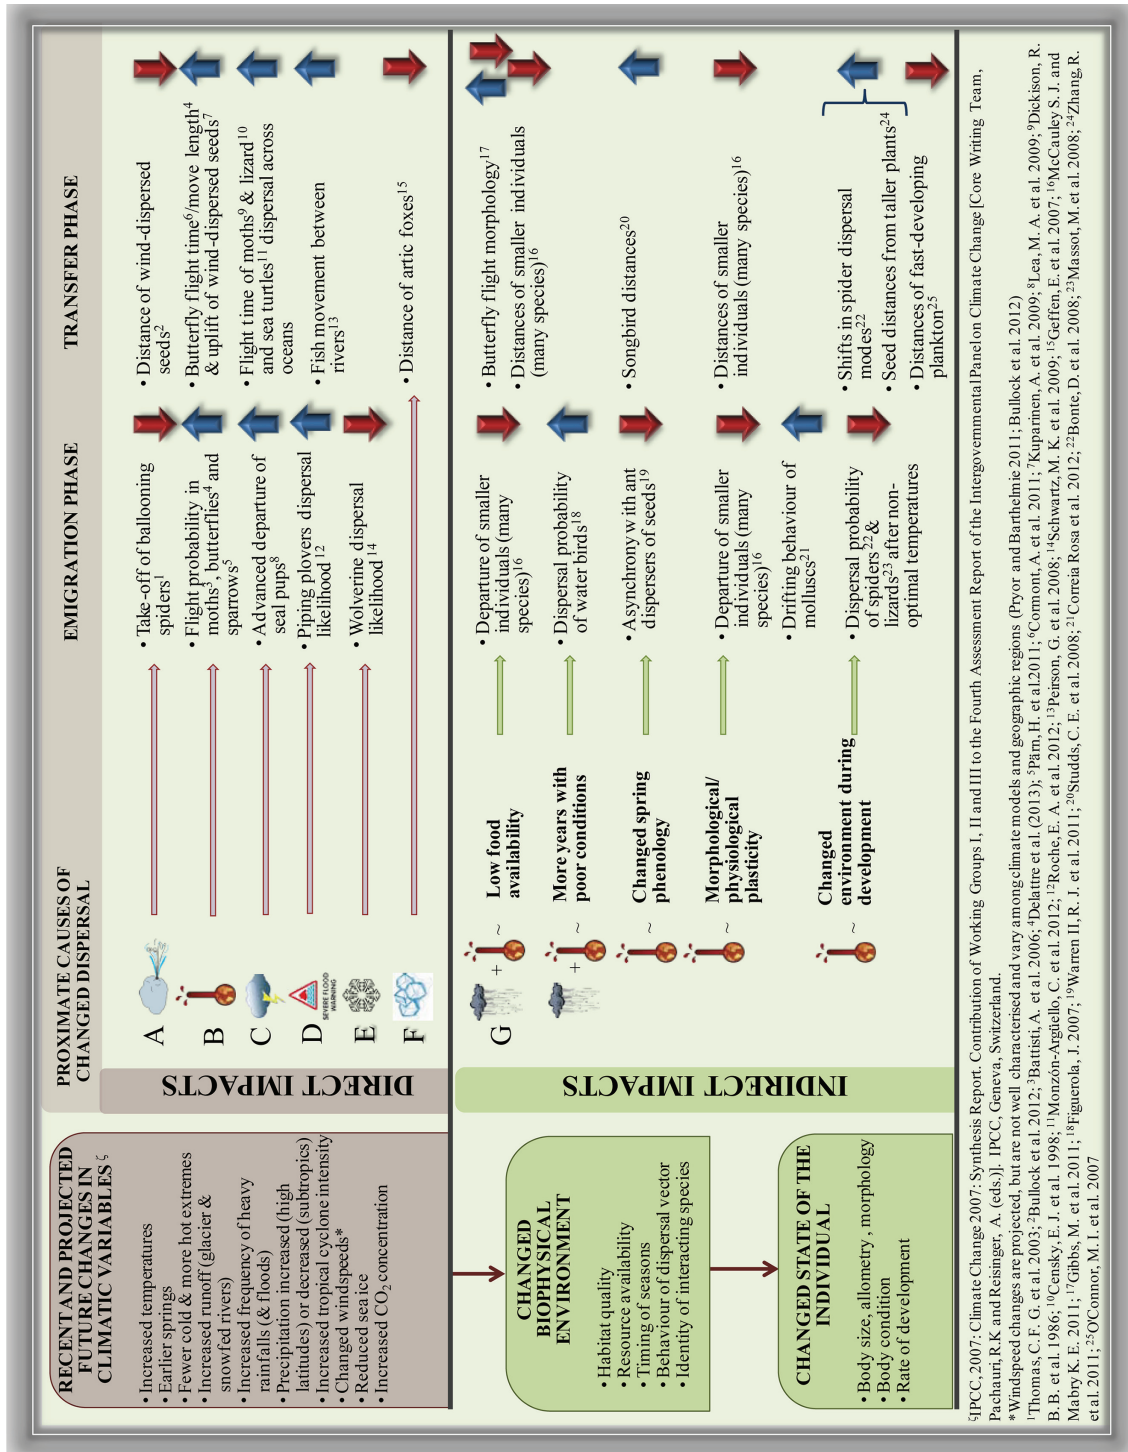 RECENT AND PROJECTED
FUTURE CHANGES IN
CLIMATIC VARIABLES ς
• Increased temperatures
• Earlier springs
• Fever cold & more hot extremes
• Increased runoff (glacier &
snowfed rivers)
• Increased frequency of heavy
rainfalls (& floods)
• Precipitation increased (high
latitudes) or decreased (subtropics)
• Increased tropical cyclone intensity
• Changed windspeeds*
• Reduced sea ice
• Increased CO2 concentration
CHANGED
BIOPHYSICAL
ENVIRONMENT
• Habitat quality
• Resource availability
• Timing of seasons
• Behaviour of dispersal vector
• Identity of interacting species
CHANGED STATE OF THE
INDIVIDUAL
• Body size, allometry, morphology
• Body condition
• Rate of development
PROXIMATE CAUSES OF
CHANGED DISPERSAL
EMIGRATION PHASE
TRANSFER PHASE
DIRECT IMPACTS
A
• Take-off of ballooning
spiders1
• Distance of wind-dispersed
seeds2
B
• Flight probability in
moths3, butterflies4 and
sparrows5
• Butterfly flight time6/move length4
& uplift of wind-dispersed seeds7
C
• Advanced departure of
seal pups8
• Flight time of moths9 & lizard10
and sea turtles11 dispersal across
oceans
D
SEVERE FLOOD
WARNING
• Piping plovers dispersal
likelihood12
• Fish movement between
rivers13
E
• Wolverine dispersal
likelihood14
F
• Distance of artic foxes15
INDIRECT IMPACTS
G
+
~
Low food
availability
• Departure of smaller
individuals (many
species)16
• Butterfly flight morphology17
• Distances of smaller individuals
(many species)16
+
~
More years with
poor conditions
• Dispersal probability
of water birds18
~
Changed spring
phenology
• Asynchrony with ant
dispersers of seeds19
• Songbird distances20
~
Morphological/
physiological
plasticity
• Departure of smaller
individuals (many
species)16
• Distances of smaller
individuals (many species)16
• Drifting behaviour of
molluscs21
~
Changed
environment during
development
• Dispersal probability
of spiders22 &
lizards23 after non-
optimal temperatures
• Shifts in spider dispersal
modes22
• Seed distances from taller plants24
• Distances of fast-developing
plankton25
ςIPCC, 2007: Climate Change 2007: Synthesis Report. Contribution of Working Groups I, II and III to the Fourth Assessment Report of the Intergovernmental Panel on Climate Change [Core Writing Team,
Pachauri, R.K and Reisinger, A. (eds.)]. IPCC, Geneva, Switzerland.
*Windspeed changes are projected, but are not well characterised and vary among climate models and geographic regions (Pryor and Barthelmie 2011; Bullock et al. 2012)
1Thomas, C. F. G. et al. 2003; 2Bullock et al. 2012; 3Battisti, A. et al. 2006; 4Delattre et al. (2013); 5Pärn, H. et al.2011; 6Cormont, A. et al. 2011; 7Kuparinen, A. et al. 2009; 8Lea, M. A. et al. 2009; 9Dickison, R.
B. B. et al. 1986; 10Censky, E. J. et al. 1998; 11Monzón-Argüello, C. et al. 2012; 12Roche, E. A. et al. 2012; 13Peirson, G. et al. 2008; 14Schwartz, M. K. et al. 2009; 15Geffen, E. et al. 2007; 16McCauley S. J. and
Mabry K. E. 2011; 17Gibbs, M. et al. 2011; 18Figuerola, J. 2007; 19Warren II, R. J. et al. 2011; 20Studds, C. E. et al. 2008; 21Correia Rosa et al. 2012; 22Bonte, D. et al. 2008; 23Massot, M. et al. 2008; 24Zhang, R.
et al. 2011; 25O'Connor, M. I. et al. 2007